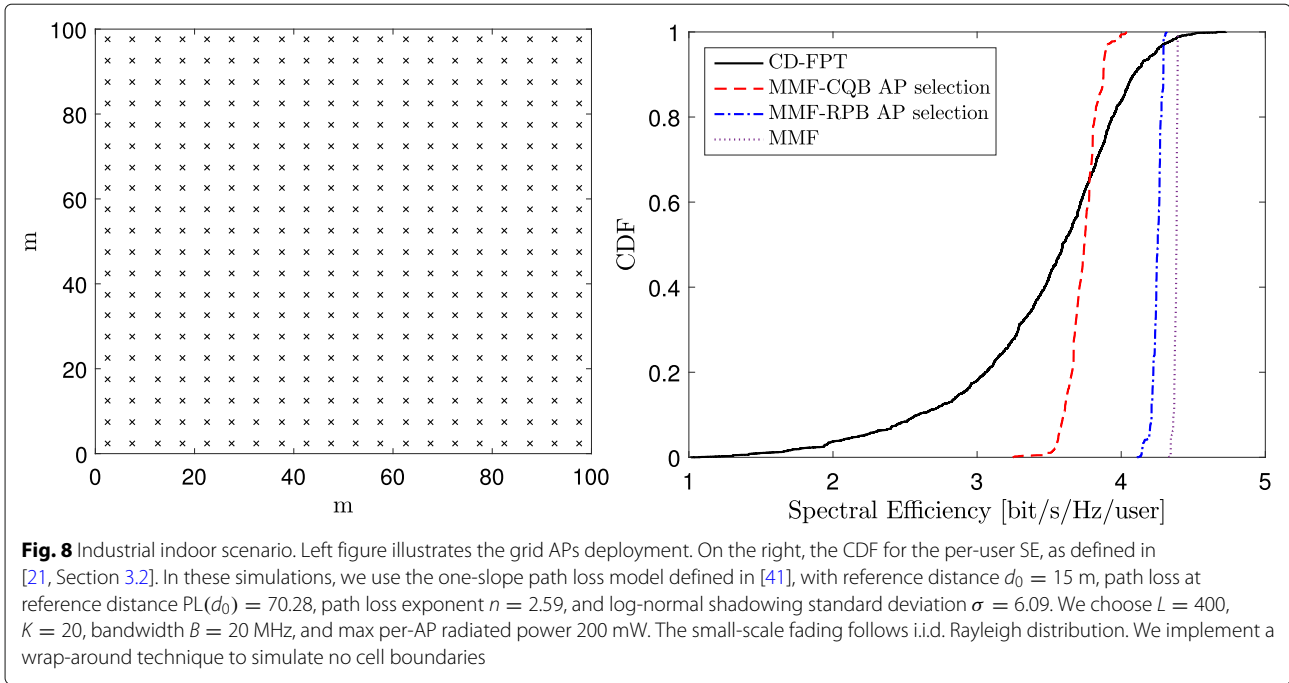 100
80
60
40
20
0
m
0
20
40
60
80
100
m
1
0.8
0.6
0.4
0.2
0
CDF
CD-FPT
MMF-CQB AP selection
MMF-RPB AP selection
MMF
1
2
3
4
5
Spectral Efficiency [bit/s/Hz/user]
Fig. 8 Industrial indoor scenario. Left figure illustrates the grid APs deployment. On the right, the CDF for the per-user SE, as defined in
[21, Section 3.2]. In these simulations, we use the one-slope path loss model defined in [41], with reference distance d₀ = 15 m, path loss at
reference distance PL(d₀) = 70.28, path loss exponent n = 2.59, and log-normal shadowing standard deviation σ = 6.09. We choose L = 400,
K = 20, bandwidth B = 20 MHz, and max per-AP radiated power 200 mW. The small-scale fading follows i.i.d. Rayleigh distribution. We implement a
wrap-around technique to simulate no cell boundaries